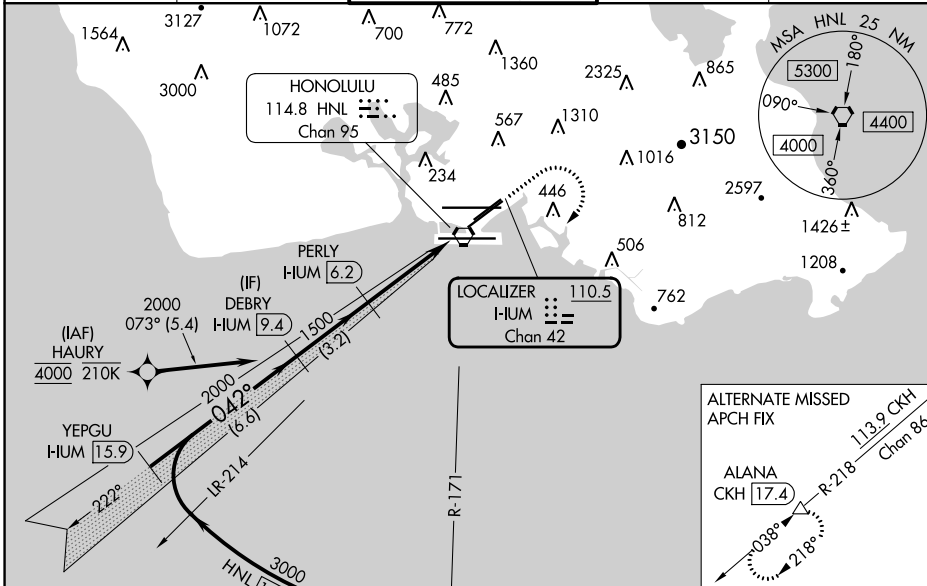 1564
3127
1072
700
772
3000
1360
2325
865
485
HONOLULU
114.8 HNL
Chan 95
567
1310
3150
1016
234
446
2597
812
1426±
506
1208
762
MSA HNL 25 NM
5300
180°
090°
4400
4000
360°
PERLY
I-IUM 6.2
(IF)
DEBRY
I-IUM 9.4
LOCALIZER 110.5
I-IUM
Chan 42
2000
073° (5.4)
(IAF)
HAURY
4000 210K
1500
(3.2)
2000
042°
(6.6)
YEPGU
I-IUM 15.9
222°
LR-214
R-171
3000
HNL
ALTERNATE MISSED
APCH FIX
113.9 CKH
Chan 86
R-218
ALANA
CKH 17.4
038°
218°